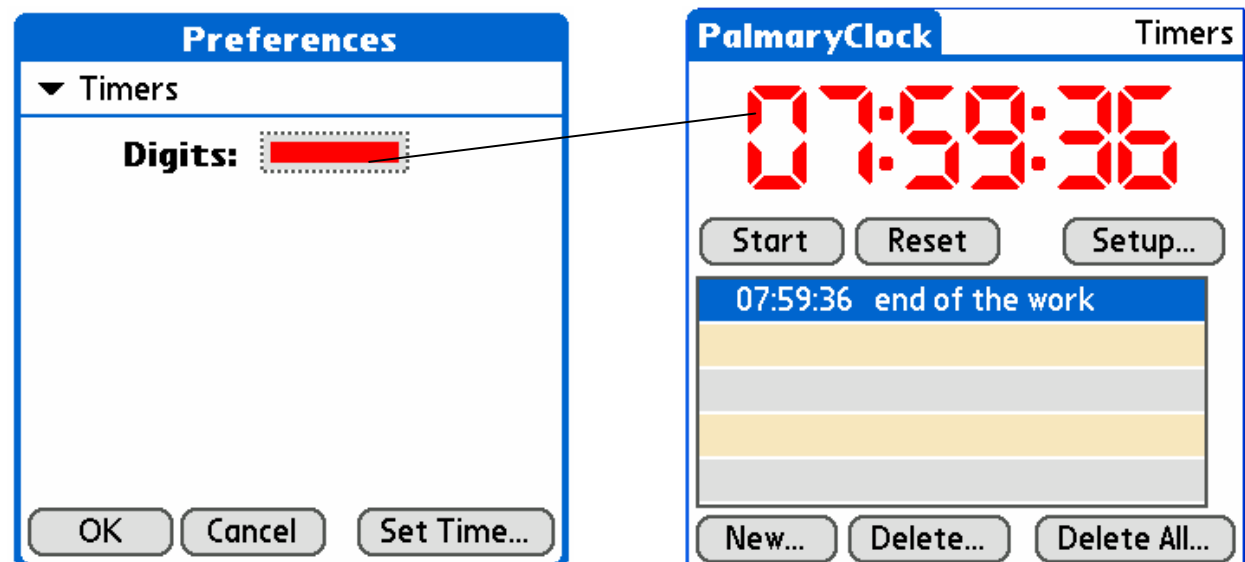 Preferences
Timers
Digits:
OK Cancel Set Time...
PalmaryClock Timers
07:59:36
Start Reset Setup...
07:59:36 end of the work
New... Delete... Delete All...